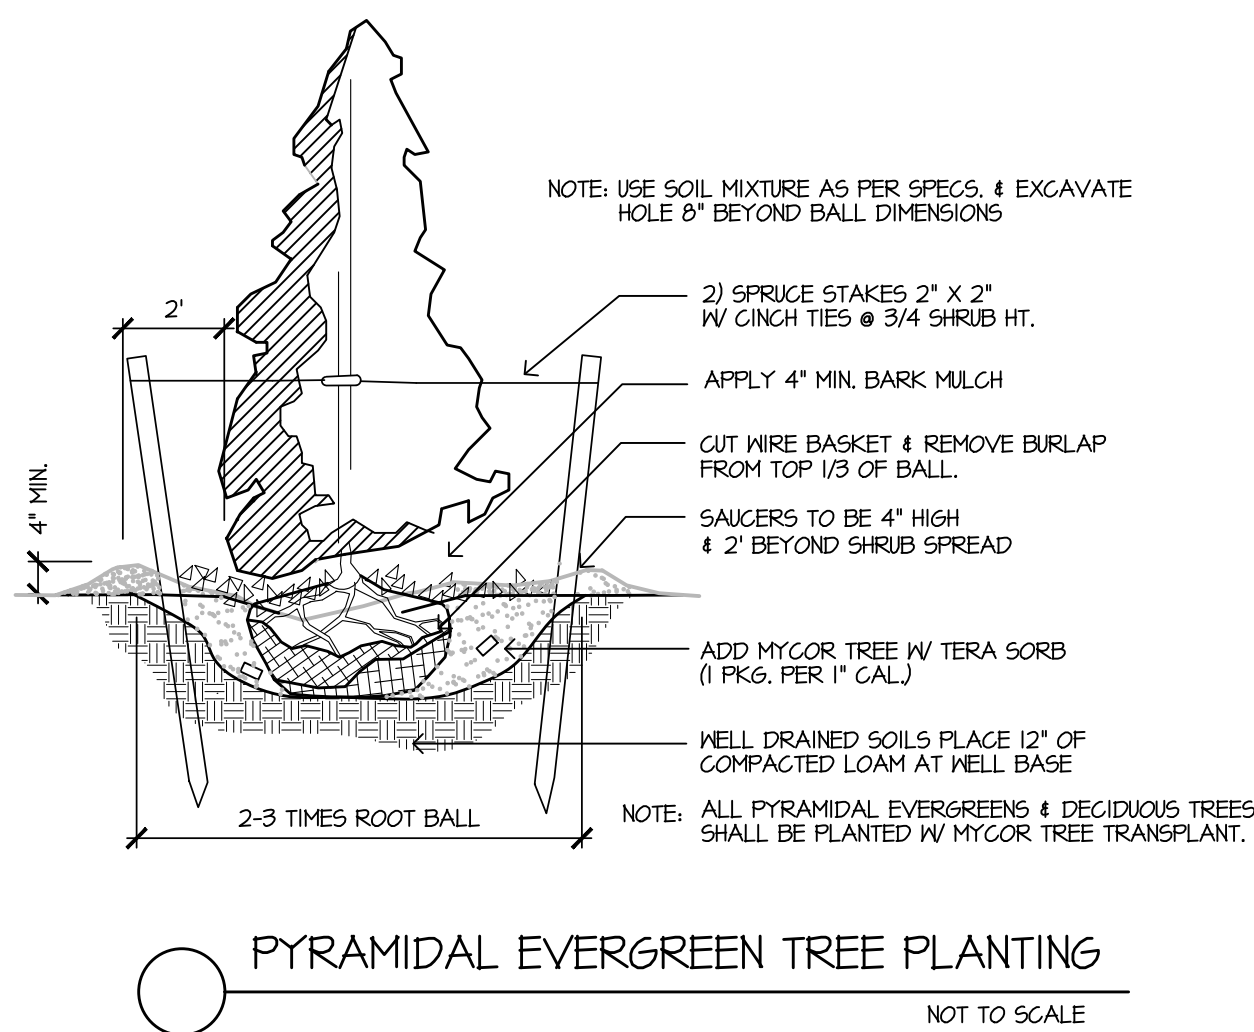 NOTE: USE SOIL MIXTURE AS PER SPECS. & EXCAVATE
HOLE 8" BEYOND BALL DIMENSIONS
2'
2) SPRUCE STAKES 2" X 2"
W/ CINCH TIES @ 3/4 SHRUB HT.
APPLY 4" MIN. BARK MULCH
CUT WIRE BASKET & REMOVE BURLAP
FROM TOP 1/3 OF BALL.
4" MIN.
SAUCERS TO BE 4" HIGH
& 2' BEYOND SHRUB SPREAD
ADD MYCOR TREE W/ TERA SORB
(1 PKG. PER 1" CAL.)
WELL DRAINED SOILS PLACE 12" OF
COMPACTED LOAM AT WELL BASE
2-3 TIMES ROOT BALL
NOTE: ALL PYRAMIDAL EVERGREENS & DECIDUOUS TREES
SHALL BE PLANTED W/ MYCOR TREE TRANSPLANT.
PYRAMIDAL EVERGREEN TREE PLANTING
NOT TO SCALE